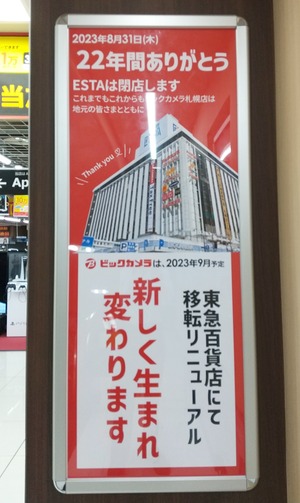 2023年8月31日(木)
22年間ありがとう
ESTAは閉店します
これまでもこれからもビックカメラ札幌店は
地元の皆さまとともに
Thank you
ビックカメラは、2023年9月予定
東急百貨店にて
移転リニューアル
新しく生まれ
変わります
Ap